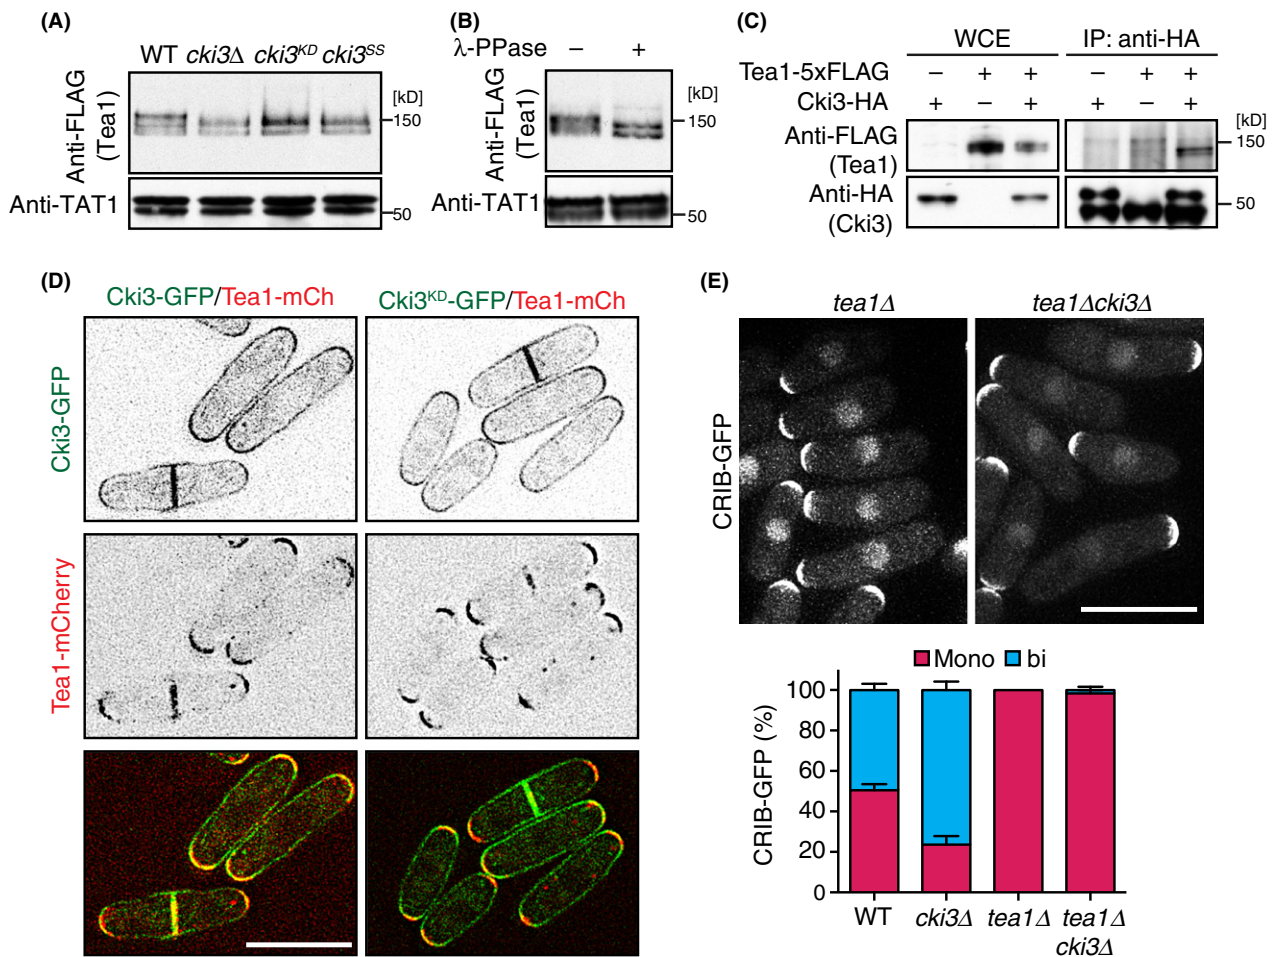 (A)
WT cki3Δ cki3KD cki3SS
Anti-FLAG
(Tea1)
[kD]
150
Anti-TAT1
50
(B)
λ-PPase − +
Anti-FLAG
(Tea1)
[kD]
150
Anti-TAT1
50
(C)
WCE IP: anti-HA
Tea1-5xFLAG − + + − + +
Cki3-HA + − + + − +
[kD]
Anti-FLAG
(Tea1)
150
Anti-HA
(Cki3)
50
(D)
Cki3-GFP/Tea1-mCh Cki3KD-GFP/Tea1-mCh
Cki3-GFP
Tea1-mCherry
(E)
tea1Δ tea1Δcki3Δ
CRIB-GFP
Mono bi
CRIB-GFP (%)
100
80
60
40
20
0
WT cki3Δ tea1Δ tea1Δ
cki3Δ